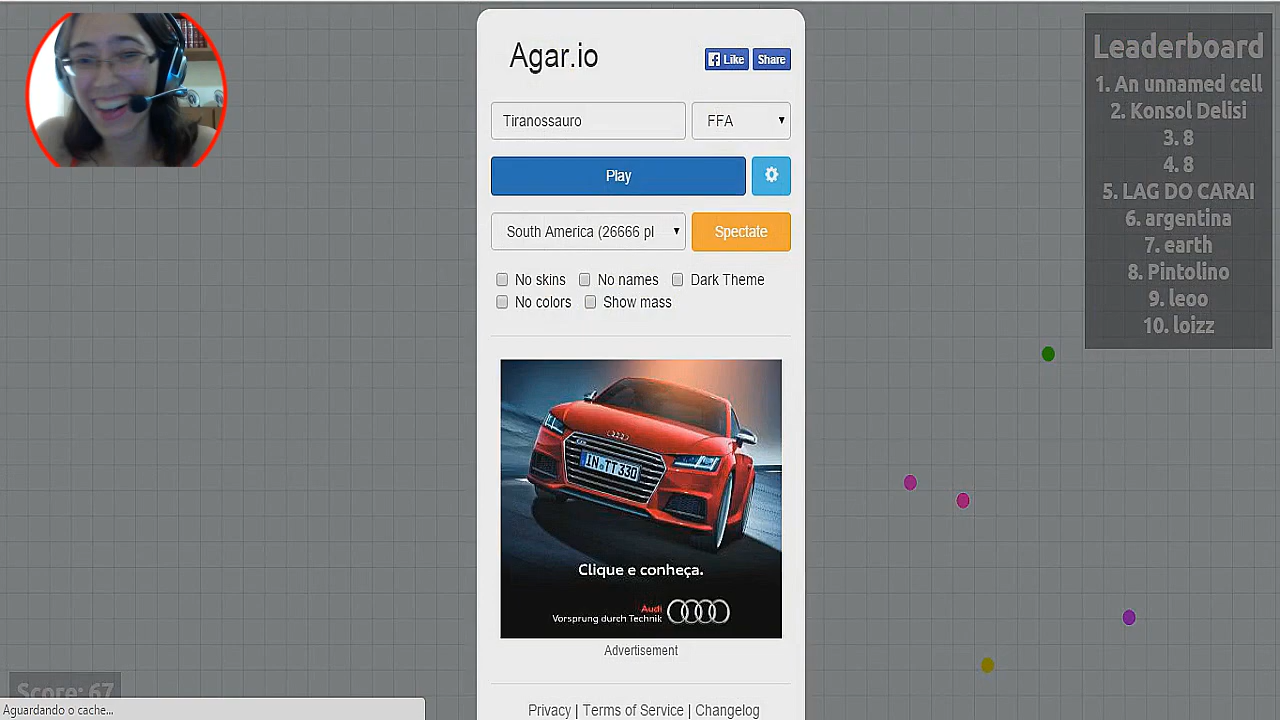 Agar.io
Like
Share
Tiranossauro
FFA
Play
South America (26666 pl
Spectate
No skins
No names
Dark Theme
No colors
Show mass
IN·TT 330
Clique e conheça.
Audi
Vorsprung durch Technik
Advertisement
Privacy | Terms of Service | Changelog
Leaderboard
1. An unnamed cell
2. Konsol Delisi
3. 8
4. 8
5. LAG DO CARAI
6. argentina
7. earth
8. Pintolino
9. leoo
10. loizz
Score: 67
Aguardando o cache...